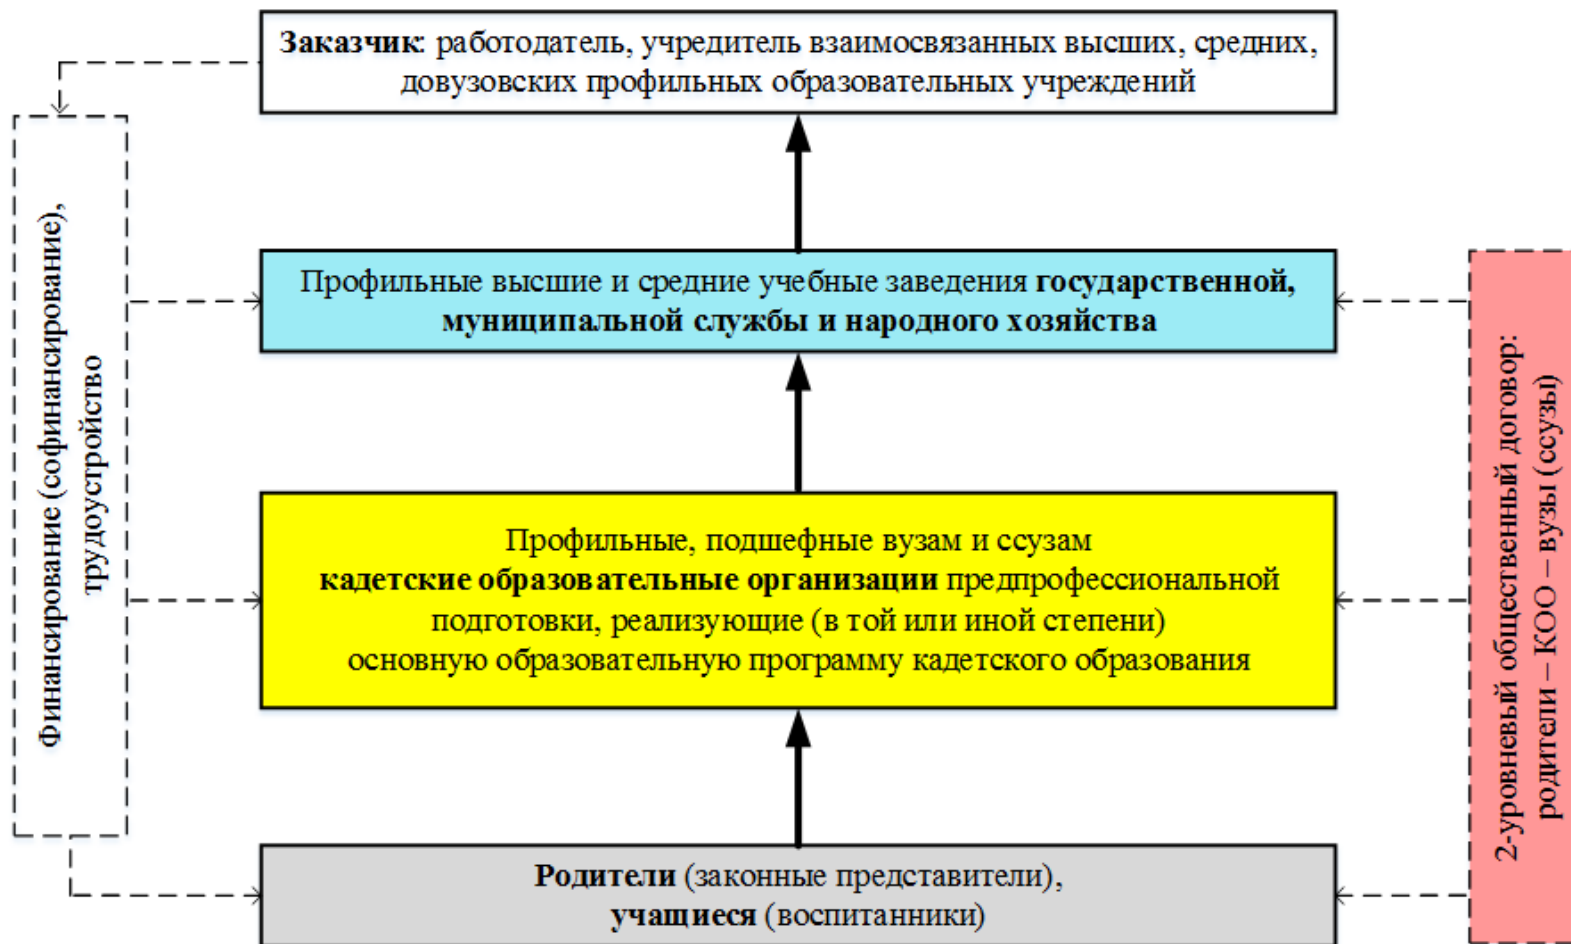 Заказчик: работодатель, учредитель взаимосвязанных высших, средних,
довузовских профильных образовательных учреждений
Финансирование (софинансирование),
трудоустройство
Профильные высшие и средние учебные заведения государственной,
муниципальной службы и народного хозяйства
2-уровневый общественный договор:
родители – КОО – вузы (ссузы)
Профильные, подшефные вузам и ссузам
кадетские образовательные организации предпрофессиональной
подготовки, реализующие (в той или иной степени)
основную образовательную программу кадетского образования
Родители (законные представители),
учащиеся (воспитанники)